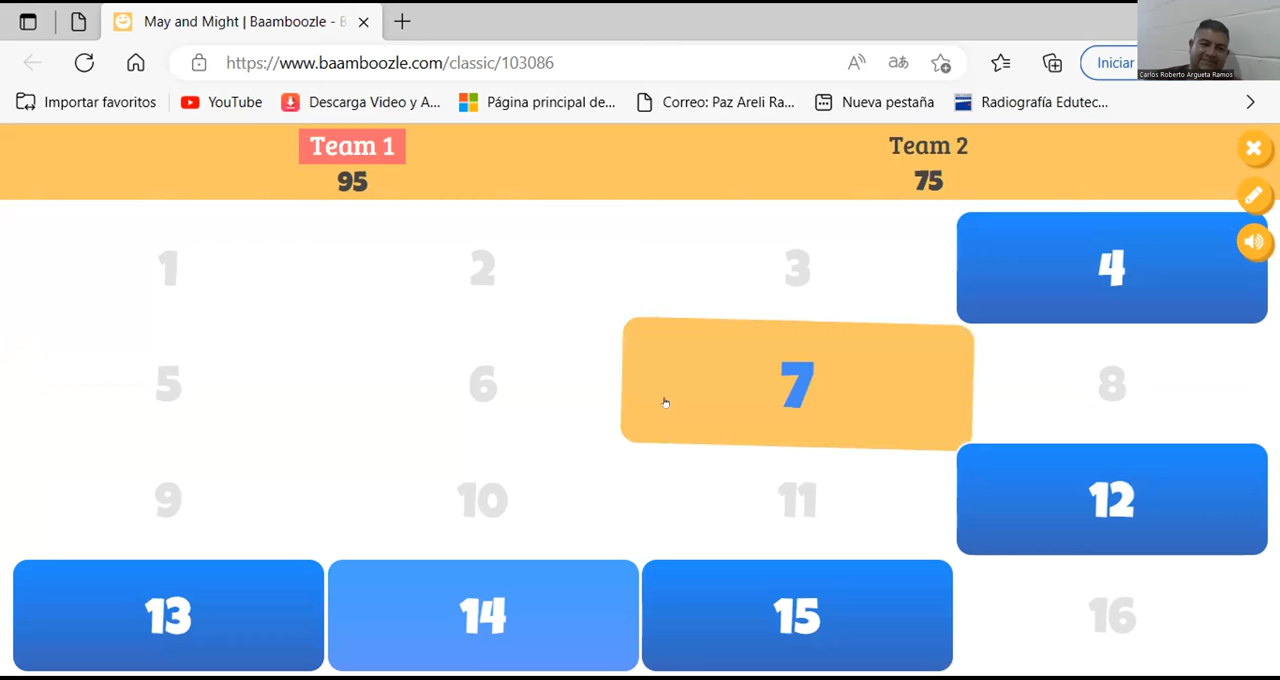 May and Might | Baamboozle - B
https://www.baamboozle.com/classic/103086
Iniciar
Carlos Roberto Argueta Ramos
Importar favoritos
YouTube
Descarga Video y A...
Página principal de...
Correo: Paz Areli Ra...
Nueva pestaña
Radiografía Edutec...
Team 1
Team 2
95
75
1
2
3
4
5
6
7
8
9
10
11
12
13
14
15
16